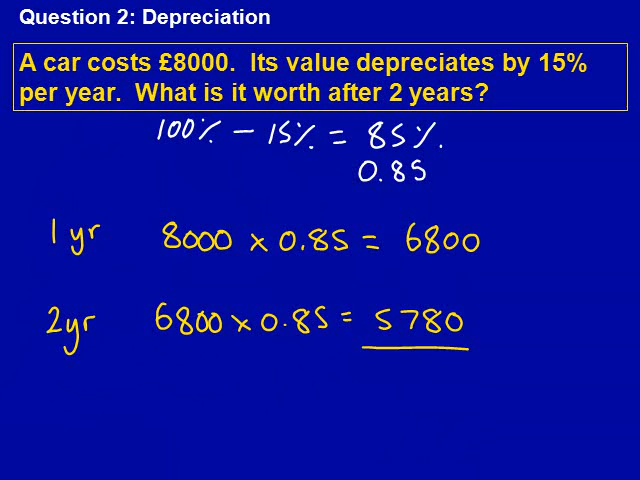 Question 2: Depreciation
A car costs £8000. Its value depreciates by 15%
per year. What is it worth after 2 years?
100% - 15% = 85%.
0.85
1 yr 8000 x 0.85 = 6800
2yr 6800 x 0.85 = 5780